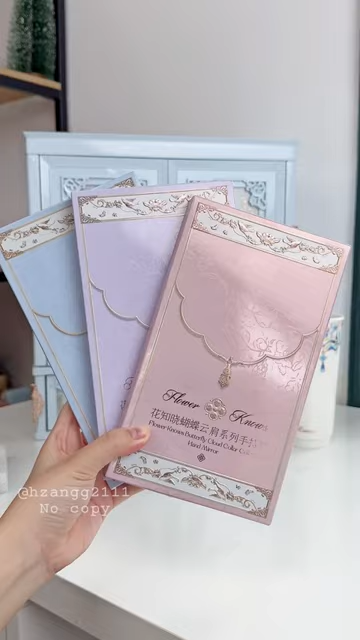 Flower Knows
花知晓蝴蝶云肩系列手
Flower Knows Butterfly Cloud Collar
Hand Mirror
@hzangg2111
No copy